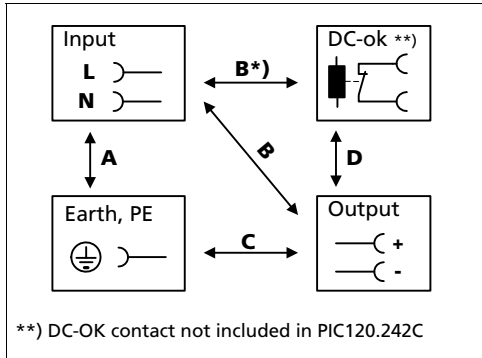 Input
L
N
DC-ok **)
B*)
A
B
D
Earth, PE
C
Output
+
-
**) DC-OK contact not included in PIC120.242C